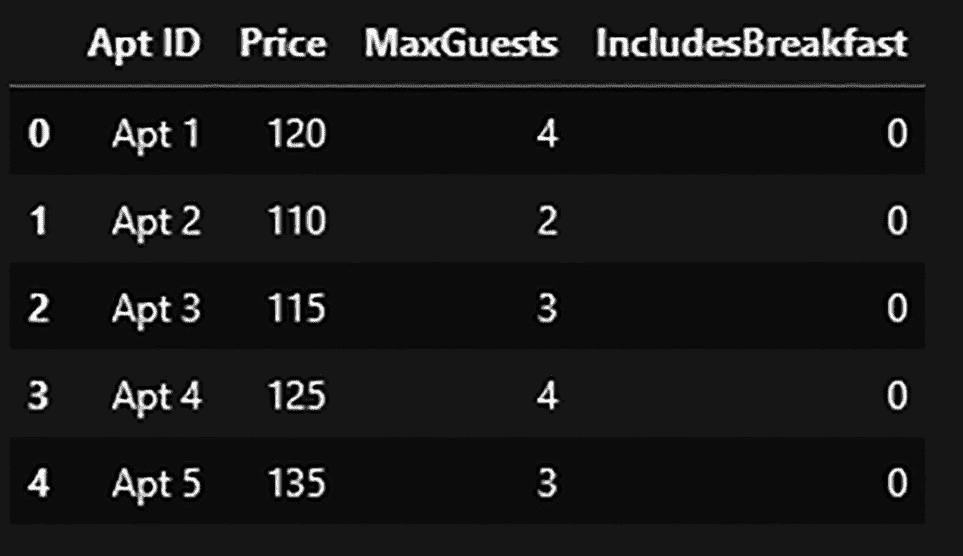 Apt ID Price MaxGuests IncludesBreakfast
0 Apt 1 120 4 0
1 Apt 2 110 2 0
2 Apt 3 115 3 0
3 Apt 4 125 4 0
4 Apt 5 135 3 0